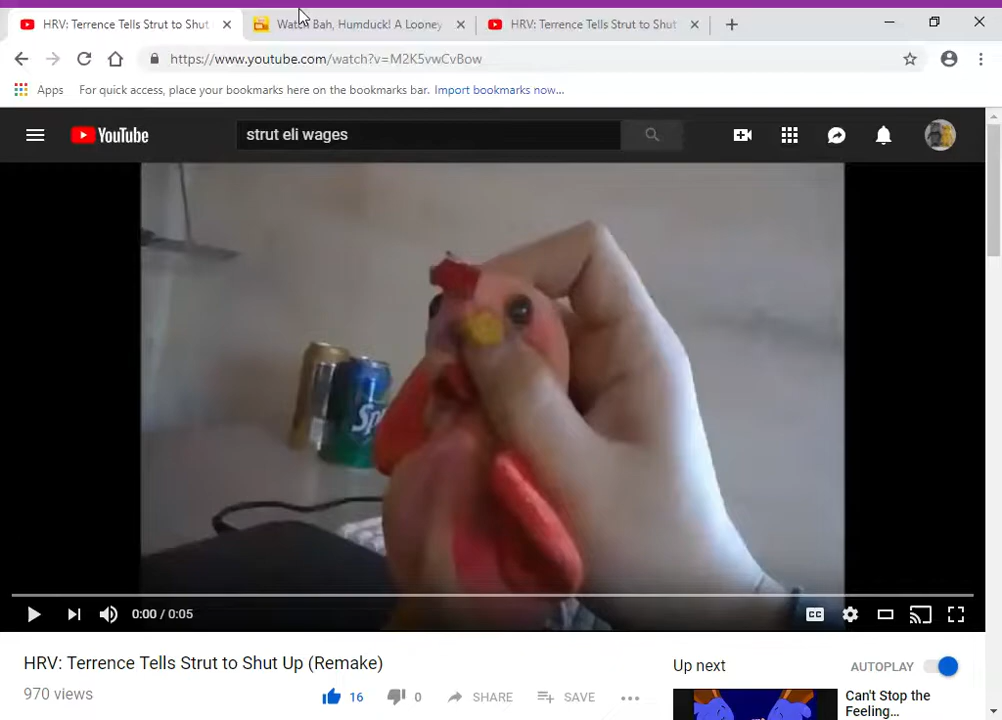 HRV: Terrence Tells Strut to Shut
Watch Bah, Humduck! A Looney
HRV: Terrence Tells Strut to Shut
https://www.youtube.com/watch?v=M2K5vwCvBow
Apps For quick access, place your bookmarks here on the bookmarks bar. Import bookmarks now...
YouTube
strut eli wages
Sp
0:00 / 0:05
CC
HRV: Terrence Tells Strut to Shut Up (Remake)
970 views
16 0 SHARE SAVE
Up next AUTOPLAY
Can't Stop the
Feeling...